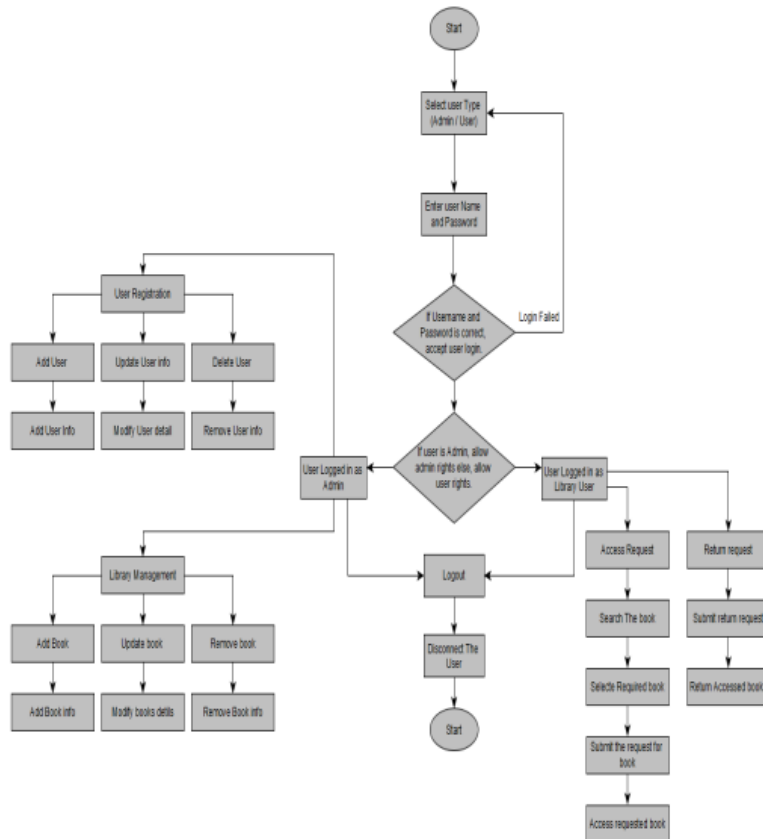 Start
Select user Type
(Admin / User)
Enter user Name
and Password
If Username and
Password is correct,
accept user login.
Login Failed
If user is Admin, allow
admin rights else, allow
user rights.
User Logged in as
Admin
User Registration
Add User
Update User info
Delete User
Add User Info
Modify User detail
Remove User info
Library Management
Add Book
Update book
Remove book
Add Book info
Modify books detils
Remove Book info
User Logged in as
Library User
Access Request
Search The book
Selecte Required book
Submit the request for
book
Access requested book
Return request
Submit return request
Return Accessed book
Logout
Disconnect The
User
Start